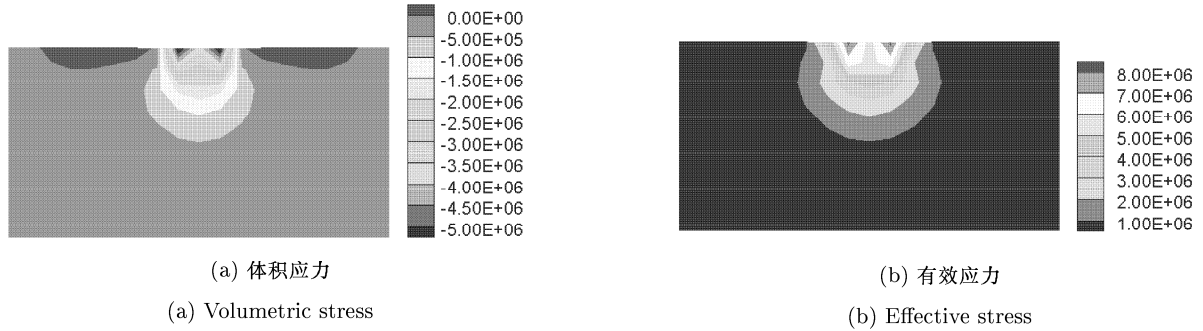 0.00E+00
-5.00E+05
-1.00E+06
-1.50E+06
-2.00E+06
-2.50E+06
-3.00E+06
-3.50E+06
-4.00E+06
-4.50E+06
-5.00E+06
(a) 体积应力
(a) Volumetric stress
8.00E+06
7.00E+06
6.00E+06
5.00E+06
4.00E+06
3.00E+06
2.00E+06
1.00E+06
(b) 有效应力
(b) Effective stress